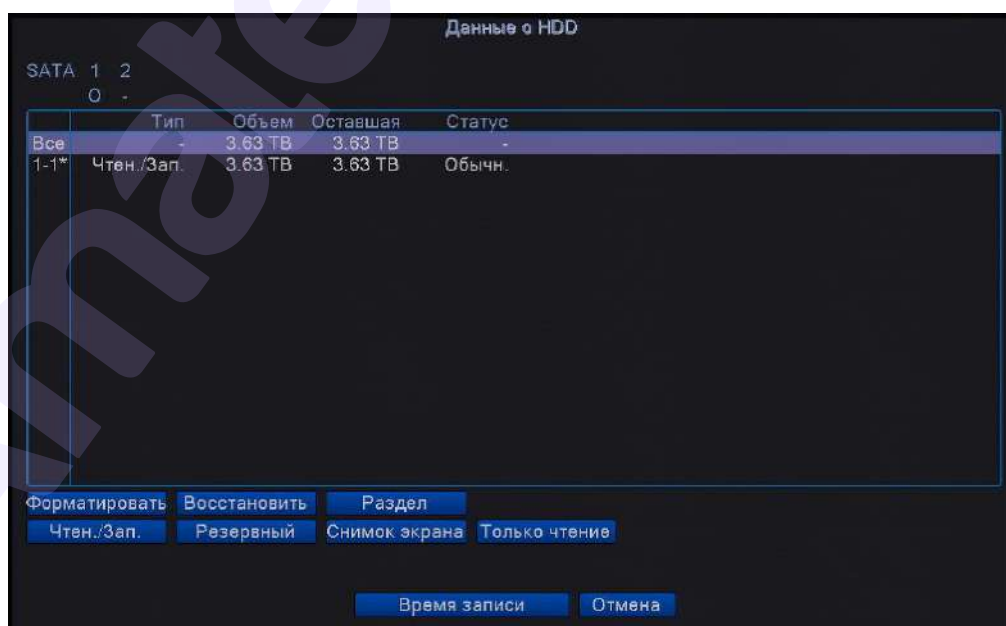 Данные о HDD
SATA 1 2
O -
Тип Объем Оставшая Статус
Все - 3.63 TB 3.63 TB -
1-1* Чтен./Зап. 3.63 TB 3.63 TB Обычн.
Форматировать Восстановить Раздел
Чтен./Зап. Резервный Снимок экрана Только чтение
Время записи Отмена